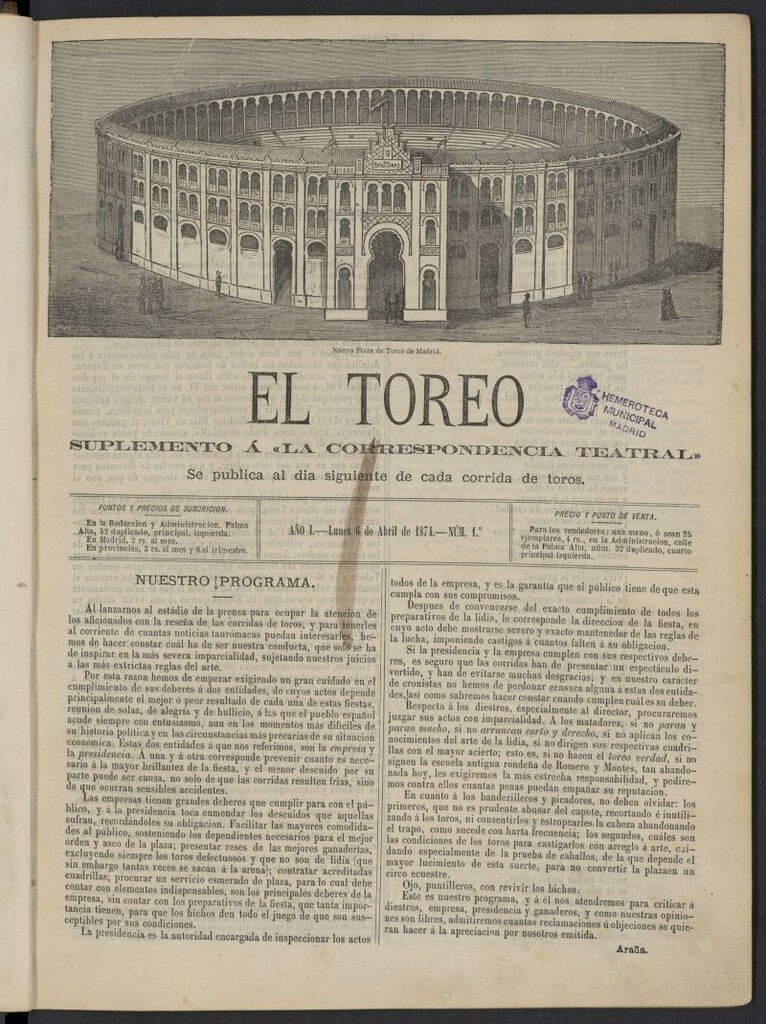 Nueva Plaza de Toros de Madrid.
EL TOREO
HEMEROTECA
MUNICIPAL
MADRID
SUPLEMENTO Á «LA CORRESPONDENCIA TEATRAL»
Se publica al dia siguiente de cada corrida de toros.
PUNTOS Y PRECIOS DE SUSCRICION.
En la Redaccion y Administracion, Palma
Alta, 32 duplicado, principal, izquierda.
En Madrid, 2 rs. al mes.
En provincias, 3 rs. al mes y 8 al trimestre.
AÑO I.—Lunes 6 de Abril de 1874.—NÚM. 1.°
PRECIO Y PUNTO DE VENTA.
Para los vendedores: una mano, ó sean 25
ejemplares, 4 rs., en la Administracion, calle
de la Palma Alta, núm. 32 duplicado, cuarto
principal izquierda.
NUESTRO PROGRAMA.
Al lanzarnos al estádio de la prensa para ocupar la atencion de
los aficionados con la reseña de las corridas de toros, y para tenerles
al corriente de cuantas noticias taurómacas puedan interesarles, he-
mos de hacer constar cuál ha de ser nuestra conducta, que solo se ha
de inspirar en la más severa imparcialidad, sujetando nuestros juicios
á las más extrictas reglas del arte.
Por esta razon hemos de empezar exigiendo un gran cuidado en el
cumplimiento de sus deberes á dos entidades, de cuyos actos depende
principalmente el mejor ó peor resultado de cada una de estas fiestas,
reunion de solaz, de alegría y de bullicio, á las que el pueblo español
acude siempre con entusiasmo, aun en los momentos más difíciles de
su historia política y en las circunstancias más precarias de su situacion
económica. Estas dos entidades á que nos referimos, son la empresa y
la presidencia. Á una y á otra corresponde prevenir cuanto es nece-
sario á la mayor brillantez de la fiesta, y el menor descuido por su
parte puede ser causa, no solo de que las corridas resulten frias, sino
de que ocurran sensibles accidentes.
Las empresas tienen grandes deberes que cumplir para con el pú-
blico, y á la presidencia toca enmendar los descuidos que aquellas
sufran, recordándoles su obligacion. Facilitar las mayores comodida-
des al público, sosteniendo los dependientes necesarios para el mejor
órden y aseo de la plaza; presentar reses de las mejores ganaderías,
excluyendo siempre los toros defectuosos y que no son de lidia (que
sin embargo tantas veces se sacan á la arena); contratar acreditadas
cuadrillas; procurar un servicio esmerado de plaza, para lo cual debe
contar con elementos indispensables, son los principales deberes de la
empresa, sin contar con los preparativos de la fiesta, que tanta impor-
tancia tienen, para que los bichos den todo el juego de que son sus-
ceptibles por sus condiciones.
La presidencia es la autoridad encargada de inspeccionar los actos
todos de la empresa, y es la garantía que el público tiene de que esta
cumpla con sus compromisos.
Despues de convencerse del exacto cumplimiento de todos los
preparativos de la lidia, le corresponde la direccion de la fiesta, en
cuyo acto debe mostrarse severo y exacto mantenedor de las reglas de
la lucha, imponiendo castigos á cuantos falten á su obligacion.
Si la presidencia y la empresa cumplen con sus respectivos debe-
res, es seguro que las corridas han de presentar un espectáculo di-
vertido, y han de evitarse muchas desgracias; y en nuestro carácter
de cronistas no hemos de perdonar censura alguna á estas dos entida-
des, así como sabremos hacer constar cuando cumplen cuál es su deber.
Respecto á los diestros, especialmente al director, procuraremos
juzgar sus actos con imparcialidad. A los matadores, si no paran y
paran mucho, si no arrancan corto y derecho, si no aplican los co-
nocimientos del arte de la lidia, si no dirigen sus respectivas cuadri-
llas con el mayor acierto; esto es, si no hacen el toreo verdad, si no
siguen la escuela antigua rondeña de Romero y Montes, tan abando-
nada hoy, les exigiremos la más estrecha responsabilidad, y pedire-
mos contra ellos cuantas penas puedan empañar su reputacion.
En cuanto á los banderilleros y picadores, no deben olvidar: los
primeros, que no es prudente abusar del capote, recortando é inutili-
zando á los toros, ni consentirles y estropearles la cabeza abandonando
el trapo, como sucede con harta frecuencia; los segundos, cuáles son
las condiciones de los toros para castigarlos con arreglo á arte, cui-
dando especialmente de la prueba de caballos, de la que depende el
mayor lucimiento de esta suerte, para no convertir la plaza en un
circo ecuestre.
Ojo, puntilleros, con revivir los bichos.
Este es nuestro programa, y á él nos atendremos para criticar á
diestros, empresa, presidencia y ganaderos, y como nuestras opinio-
nes son libres, admitiremos cuantas reclamaciones ú objeciones se quie-
ran hacer á la apreciacion por nosotros emitida.
Araña.